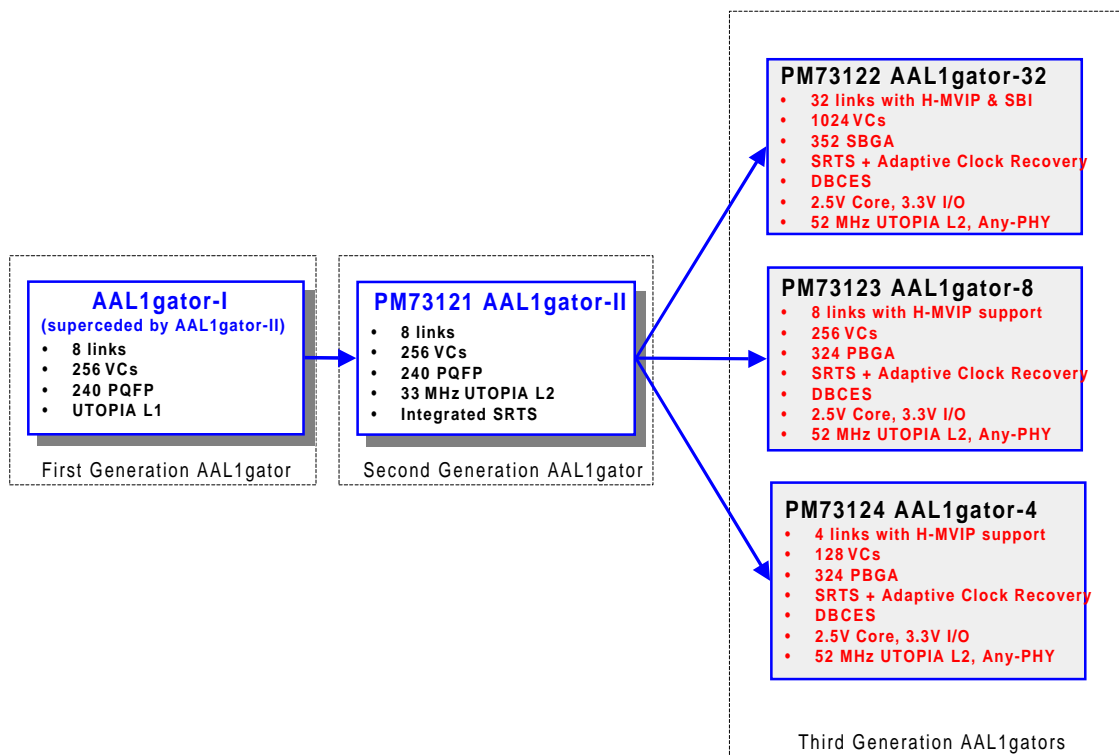 AAL1gator-I
(superceded by AAL1gator-II)
• 8 links
• 256 VCs
• 240 PQFP
• UTOPIA L1
First Generation AAL1gator
PM73121 AAL1gator-II
• 8 links
• 256 VCs
• 240 PQFP
• 33 MHz UTOPIA L2
• Integrated SRTS
Second Generation AAL1gator
PM73122 AAL1gator-32
• 32 links with H-MVIP & SBI
• 1024 VCs
• 352 SBGA
• SRTS + Adaptive Clock Recovery
• DBCES
• 2.5V Core, 3.3V I/O
• 52 MHz UTOPIA L2, Any-PHY
PM73123 AAL1gator-8
• 8 links with H-MVIP support
• 256 VCs
• 324 PBGA
• SRTS + Adaptive Clock Recovery
• DBCES
• 2.5V Core, 3.3V I/O
• 52 MHz UTOPIA L2, Any-PHY
PM73124 AAL1gator-4
• 4 links with H-MVIP support
• 128 VCs
• 324 PBGA
• SRTS + Adaptive Clock Recovery
• DBCES
• 2.5V Core, 3.3V I/O
• 52 MHz UTOPIA L2, Any-PHY
Third Generation AAL1gators